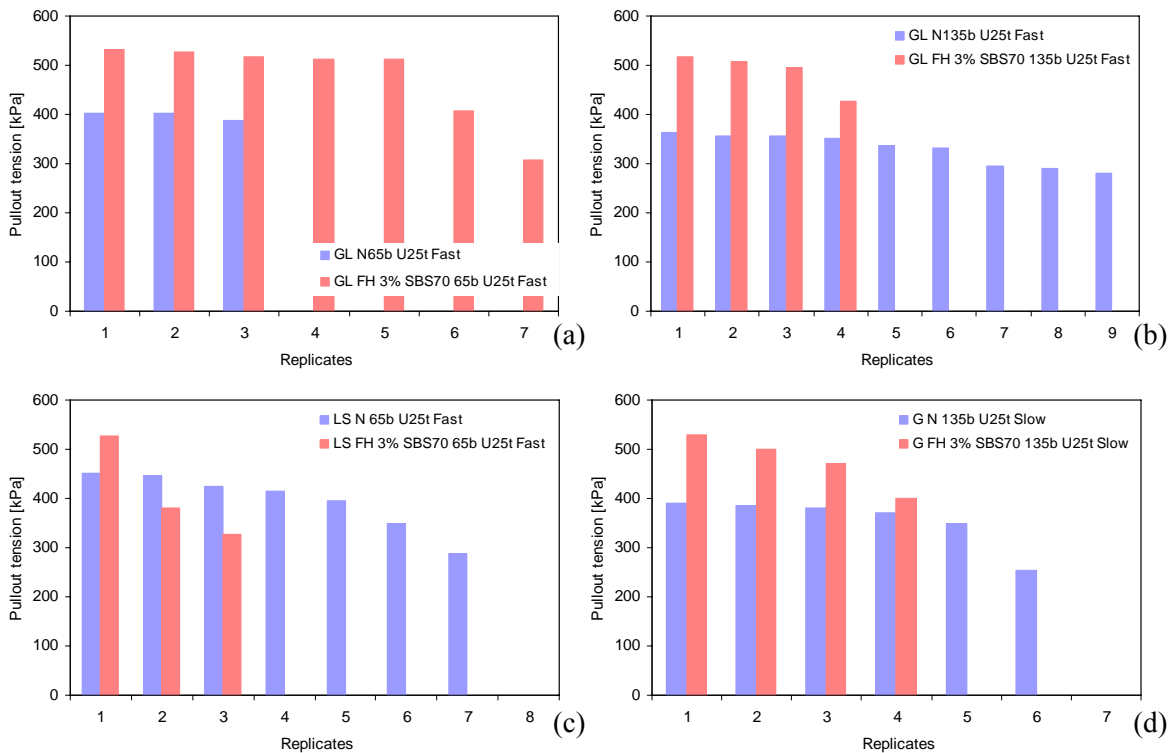 600
500
400
300
200
100
0
Pullout tension [kPa]
GL N65b U25t Fast
GL FH 3% SBS70 65b U25t Fast
1 2 3 4 5 6 7
Replicates
(a)
600
500
400
300
200
100
0
Pullout tension [kPa]
GL N135b U25t Fast
GL FH 3% SBS70 135b U25t Fast
1 2 3 4 5 6 7 8 9
Replicates
(b)
600
500
400
300
200
100
0
Pullout tension [kPa]
LS N 65b U25t Fast
LS FH 3% SBS70 65b U25t Fast
1 2 3 4 5 6 7 8
Replicates
(c)
600
500
400
300
200
100
0
Pullout tension [kPa]
G N 135b U25t Slow
G FH 3% SBS70 135b U25t Slow
1 2 3 4 5 6 7
Replicates
(d)